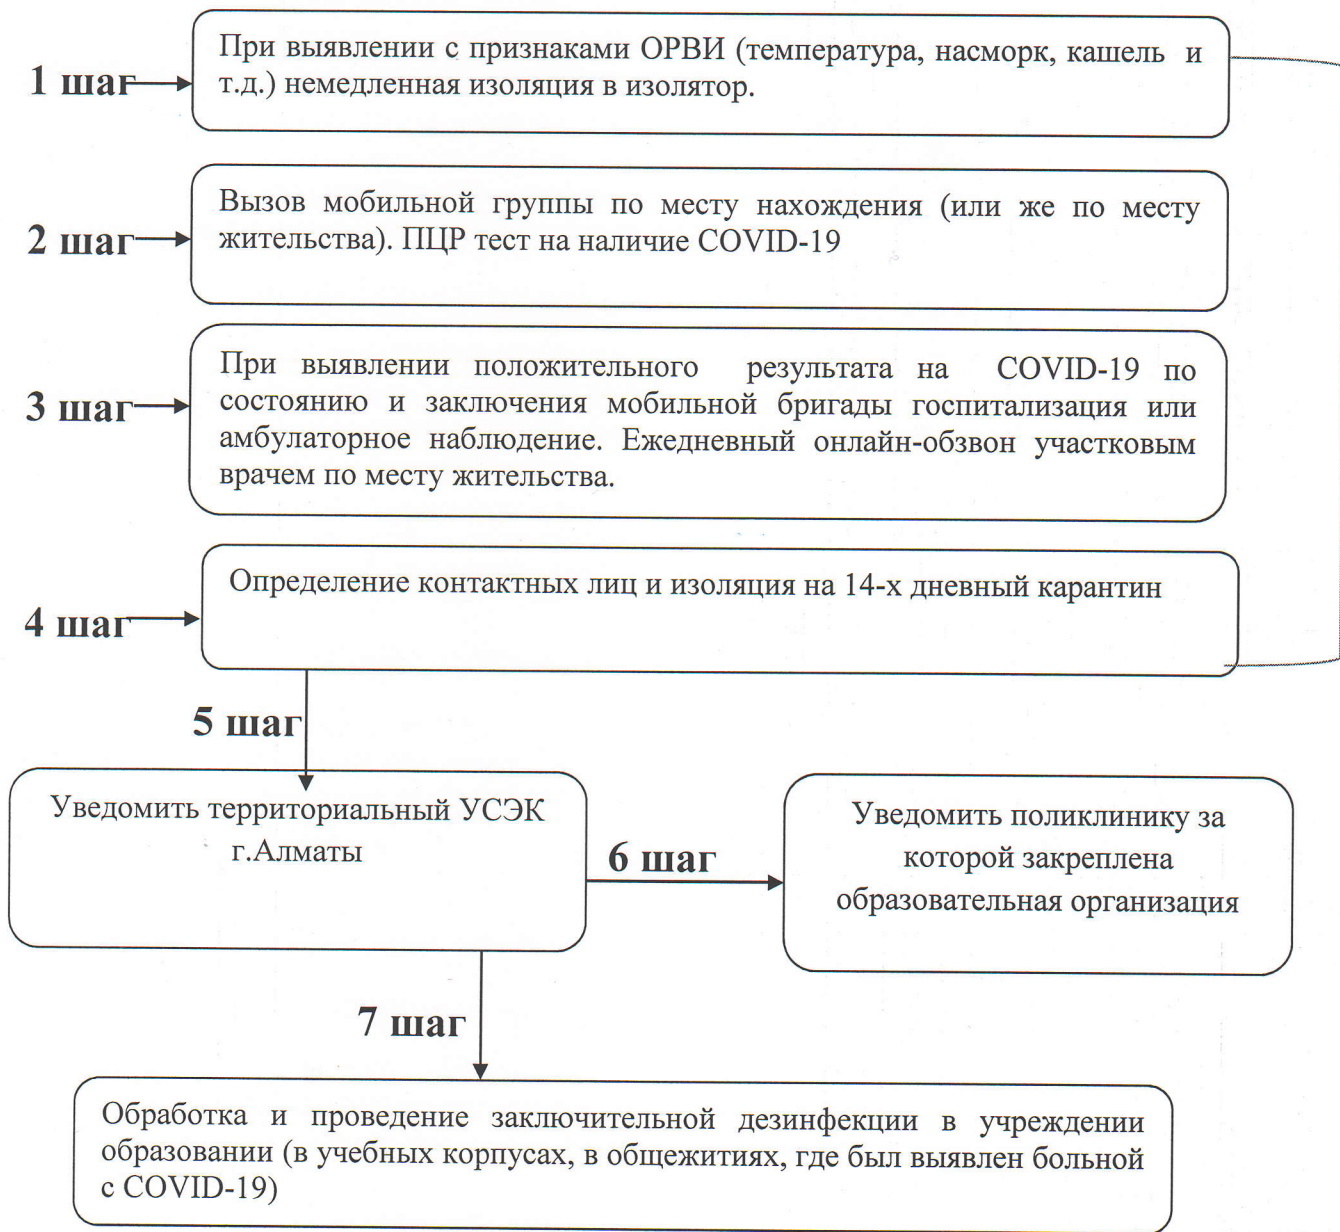 При выявлении с признаками ОРВИ (температура, насморк, кашель и
1 шаг
т.д.) немедленная изоляция в изолятор.
Вызов мобильной группы по месту нахождения (или же по месту
2 шаг
жительства). ПЦР тест на наличие COVID-19
При выявлении положительного результата на COVID-19 по
3 шаг
состоянию и заключения мобильной бригады госпитализация или
амбулаторное наблюдение. Ежедневный онлайн-обзвон участковым
врачем по месту жительства.
Определение контактных лиц и изоляция на 14-х дневный карантин
4 шаг
5 шаг
Уведомить территориальный УСЭК
г.Алматы
6 шаг
Уведомить поликлинику за
которой закреплена
образовательная организация
7 шаг
Обработка и проведение заключительной дезинфекции в учреждении
образовании (в учебных корпусах, в общежитиях, где был выявлен больной
с COVID-19)